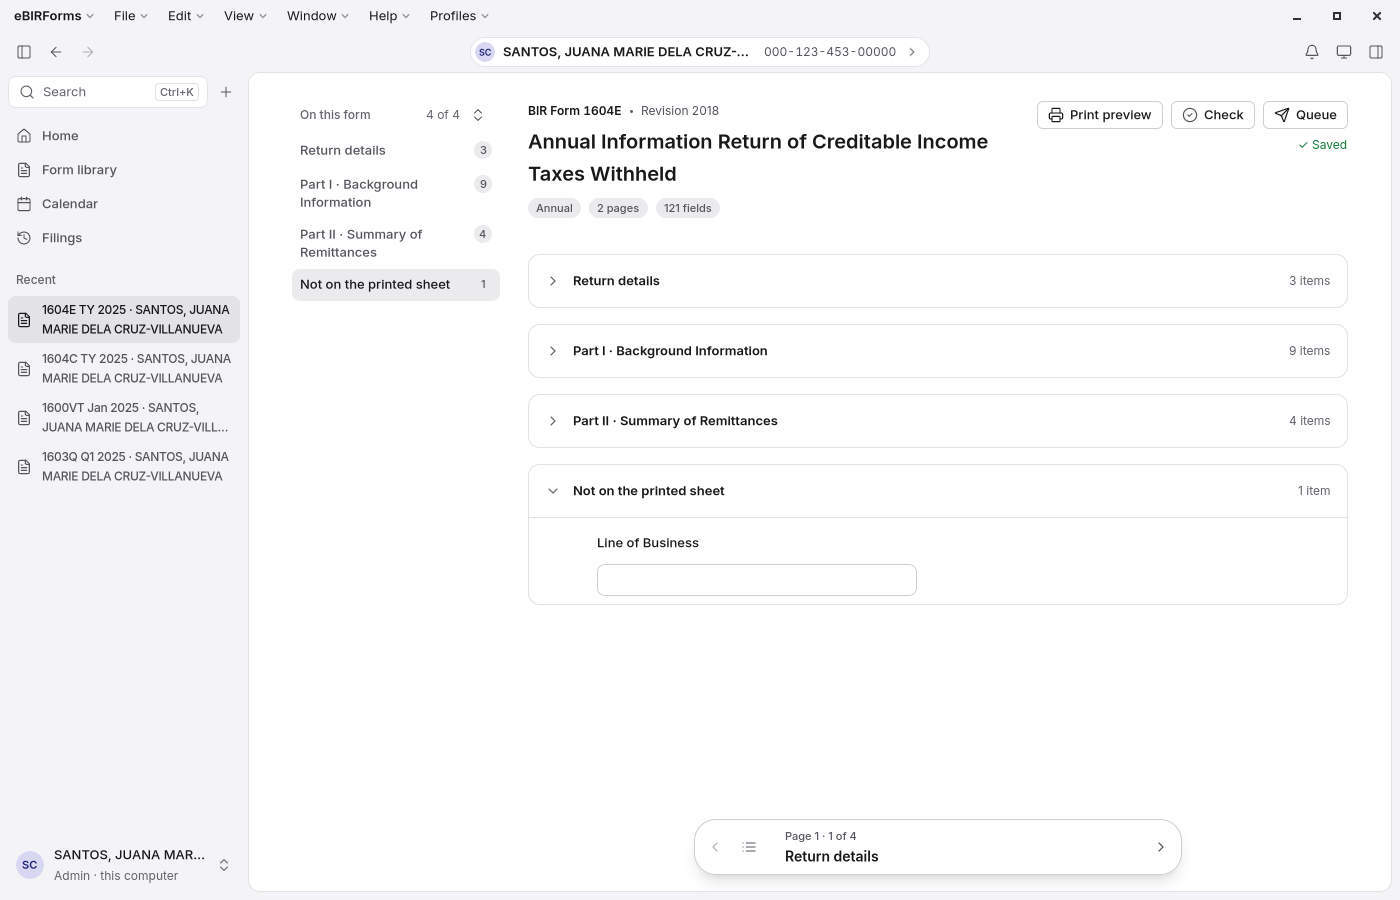 eBIRForms File Edit View Window Help Profiles
SC SANTOS, JUANA MARIE DELA CRUZ-... 000-123-453-00000
Search Ctrl+K
Home
Form library
Calendar
Filings
Recent
1604E TY 2025 · SANTOS, JUANA
MARIE DELA CRUZ-VILLANUEVA
1604C TY 2025 · SANTOS, JUANA
MARIE DELA CRUZ-VILLANUEVA
1600VT Jan 2025 · SANTOS,
JUANA MARIE DELA CRUZ-VILL...
1603Q Q1 2025 · SANTOS, JUANA
MARIE DELA CRUZ-VILLANUEVA
SC SANTOS, JUANA MAR...
Admin · this computer
On this form 4 of 4
Return details 3
Part I · Background 9
Information
Part II · Summary of 4
Remittances
Not on the printed sheet 1
BIR Form 1604E • Revision 2018
Annual Information Return of Creditable Income
Taxes Withheld
Annual 2 pages 121 fields
Print preview Check Queue
✓ Saved
Return details 3 items
Part I · Background Information 9 items
Part II · Summary of Remittances 4 items
Not on the printed sheet 1 item
Line of Business
Page 1 · 1 of 4
Return details